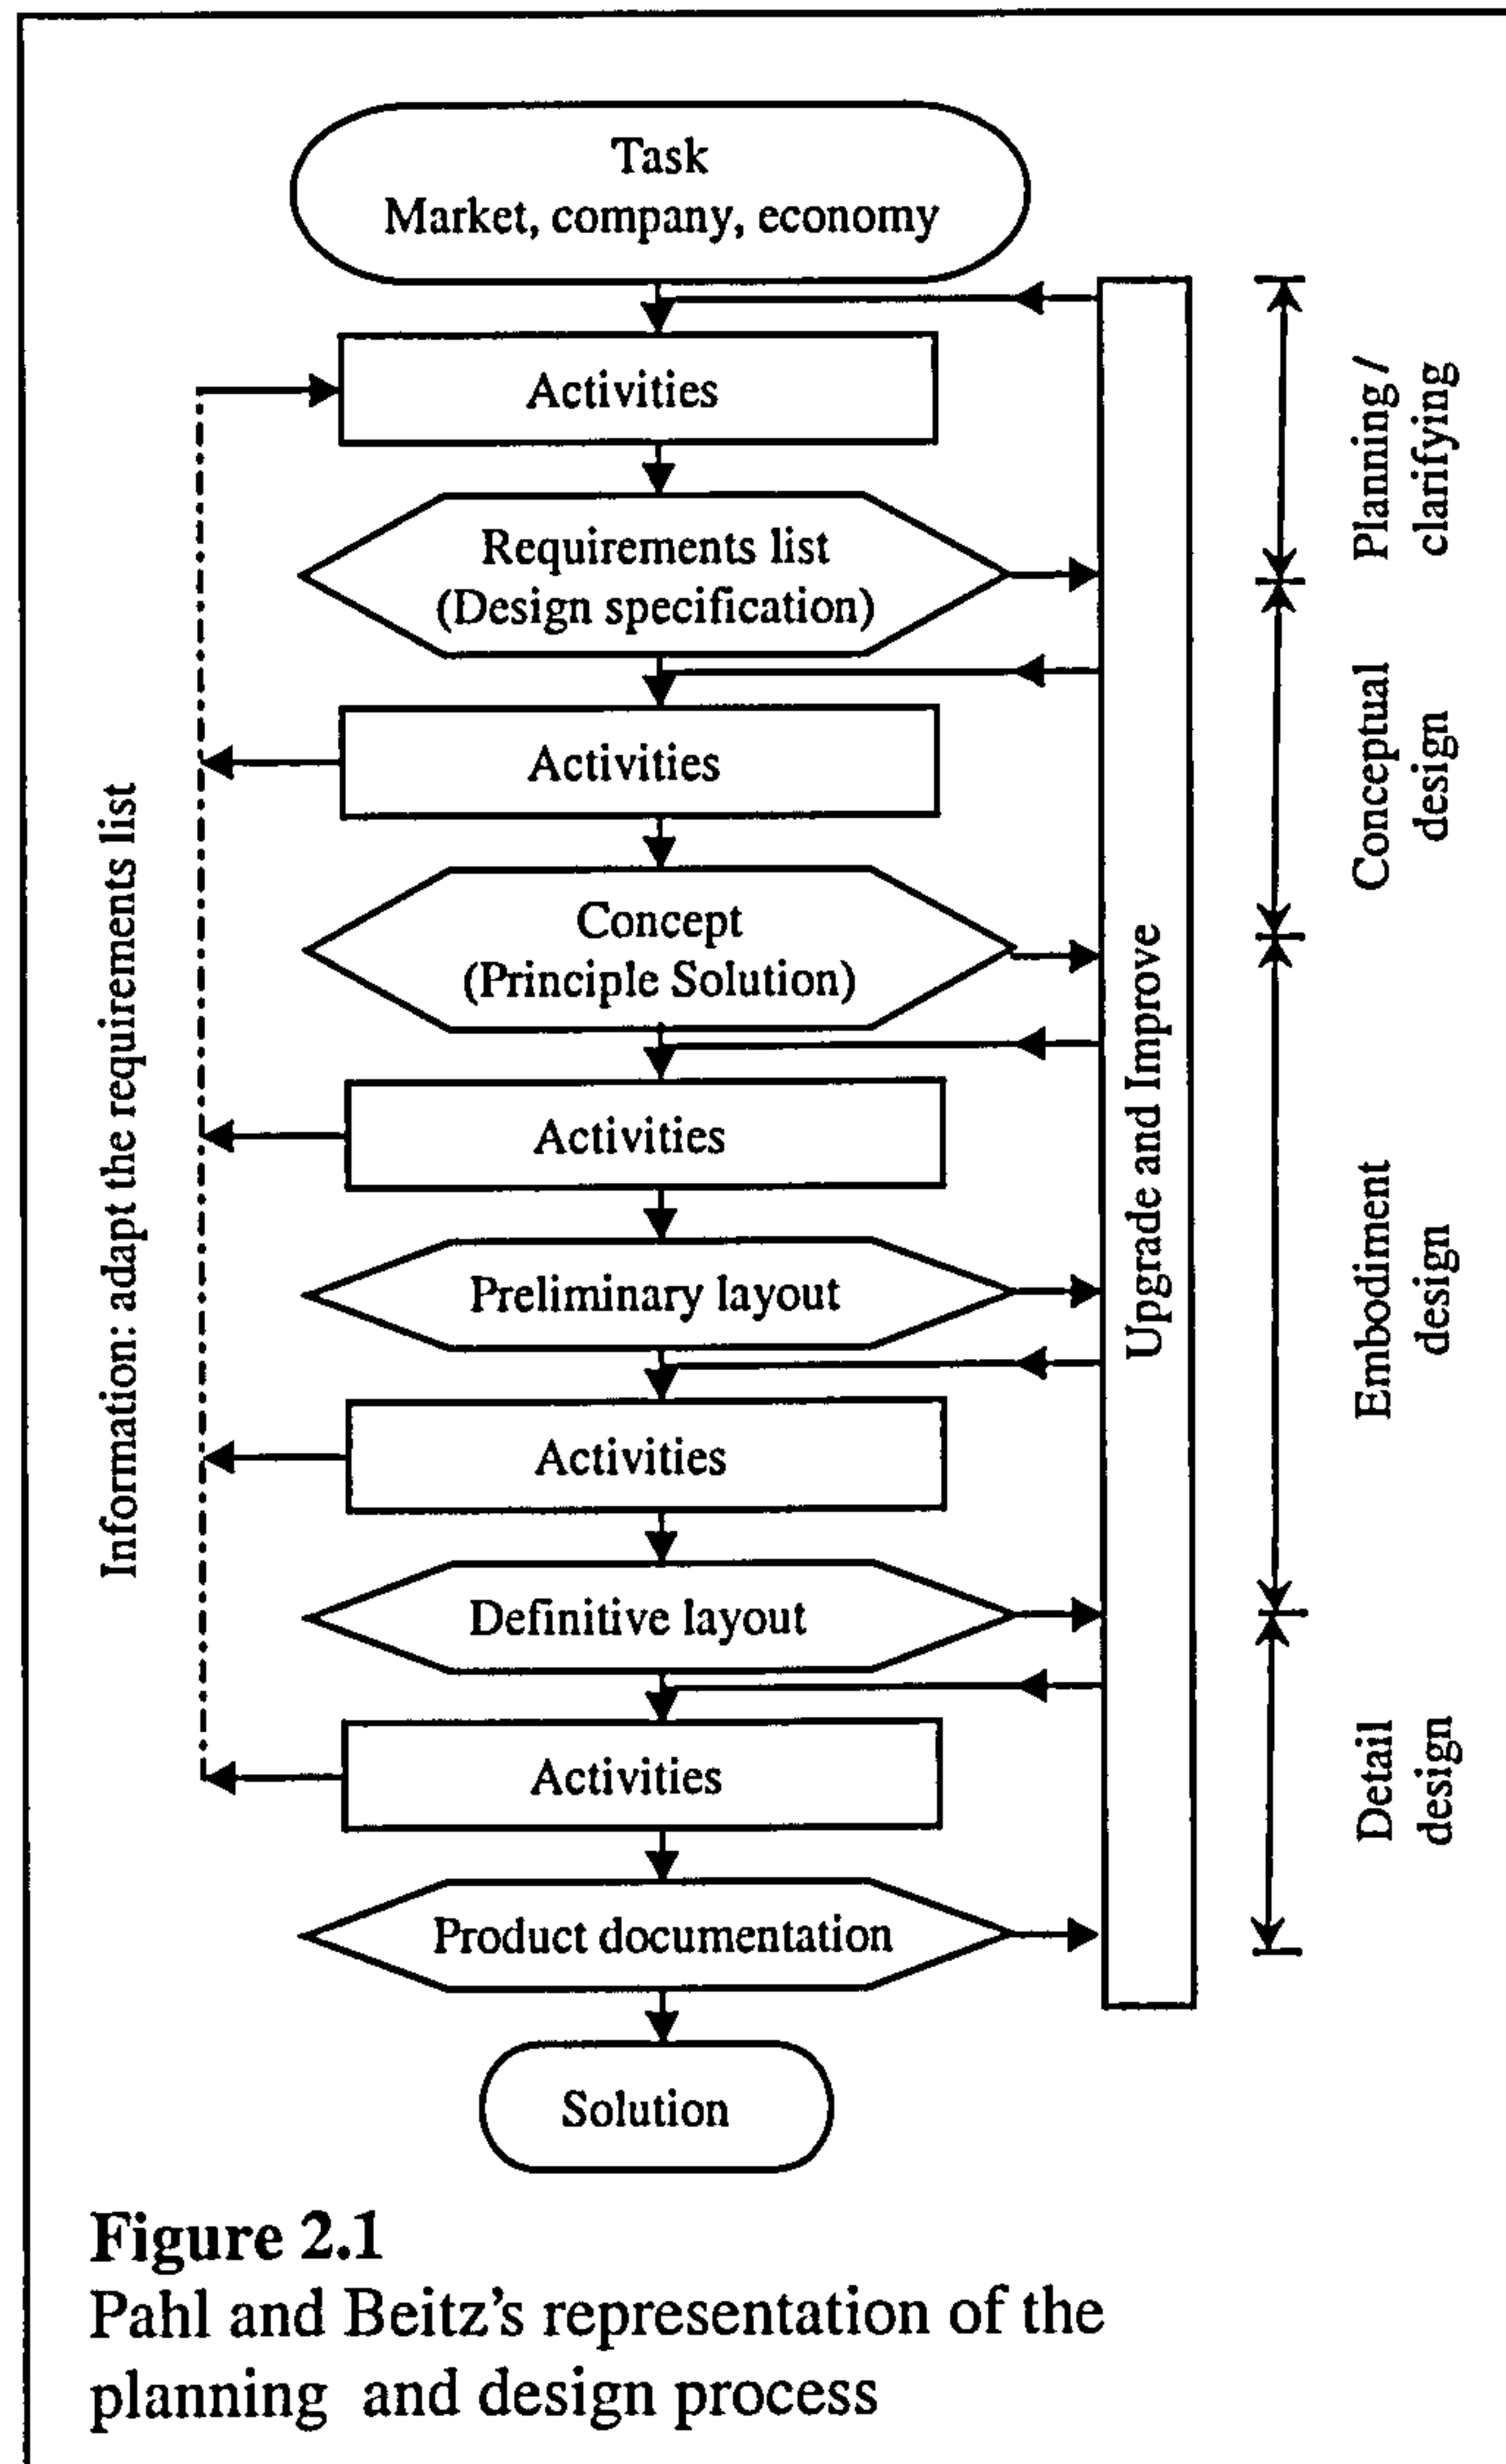 Task
Market, company, economy
Activities
Requirements list
(Design specification)
Activities
Concept
(Principle Solution)
Activities
Preliminary layout
Activities
Definitive layout
Activities
Product documentation
Solution
Information: adapt the requirements list
Upgrade and Improve
Planning /
clarifying
Conceptual
design
Embodiment
design
Detail
design
Figure 2.1
Pahl and Beitz's representation of the
planning and design process